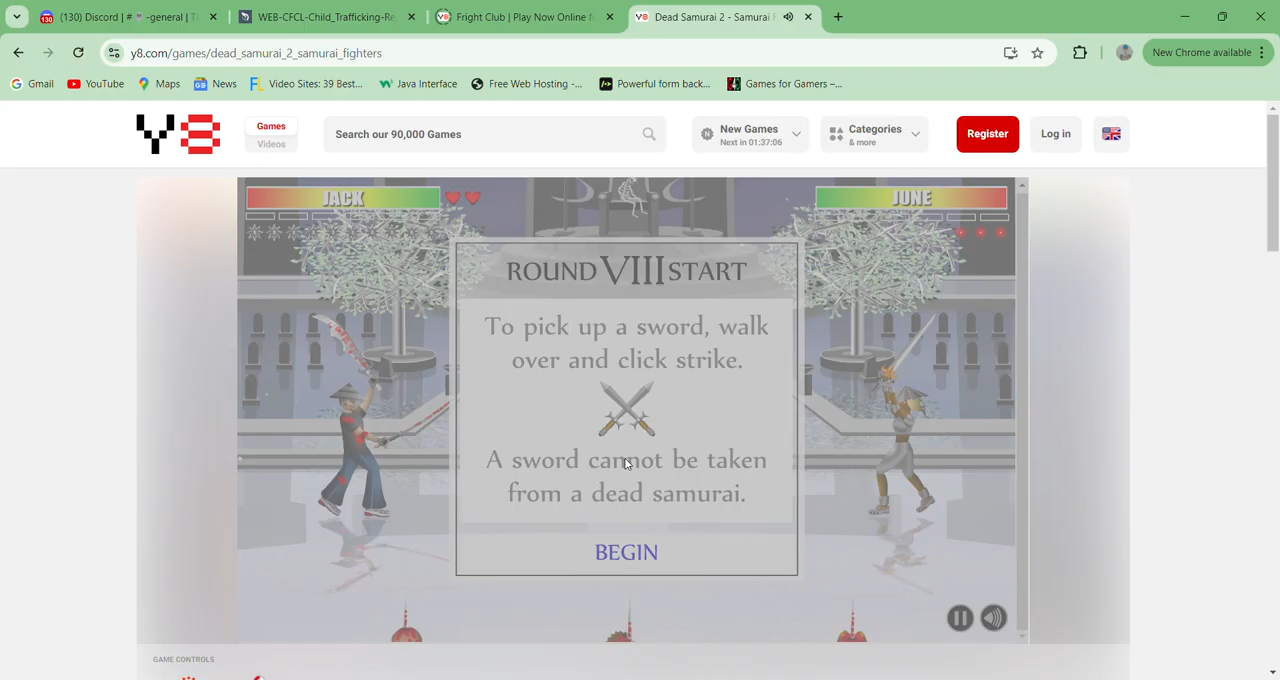 (130) Discord | # -general | T
WEB-CFCL-Child_Trafficking-Re
Fright Club | Play Now Online f
Dead Samurai 2 - Samurai F
y8.com/games/dead_samurai_2_samurai_fighters
New Chrome available
Gmail
YouTube
Maps
News
Video Sites: 39 Best...
Java Interface
Free Web Hosting -...
Powerful form back...
Games for Gamers –...
Y8
Games
Videos
Search our 90,000 Games
New Games
Next in 01:37:06
Categories
& more
Register
Log in
JACK
JUNE
ROUND VIII START
To pick up a sword, walk
over and click strike.
A sword cannot be taken
from a dead samurai.
BEGIN
GAME CONTROLS